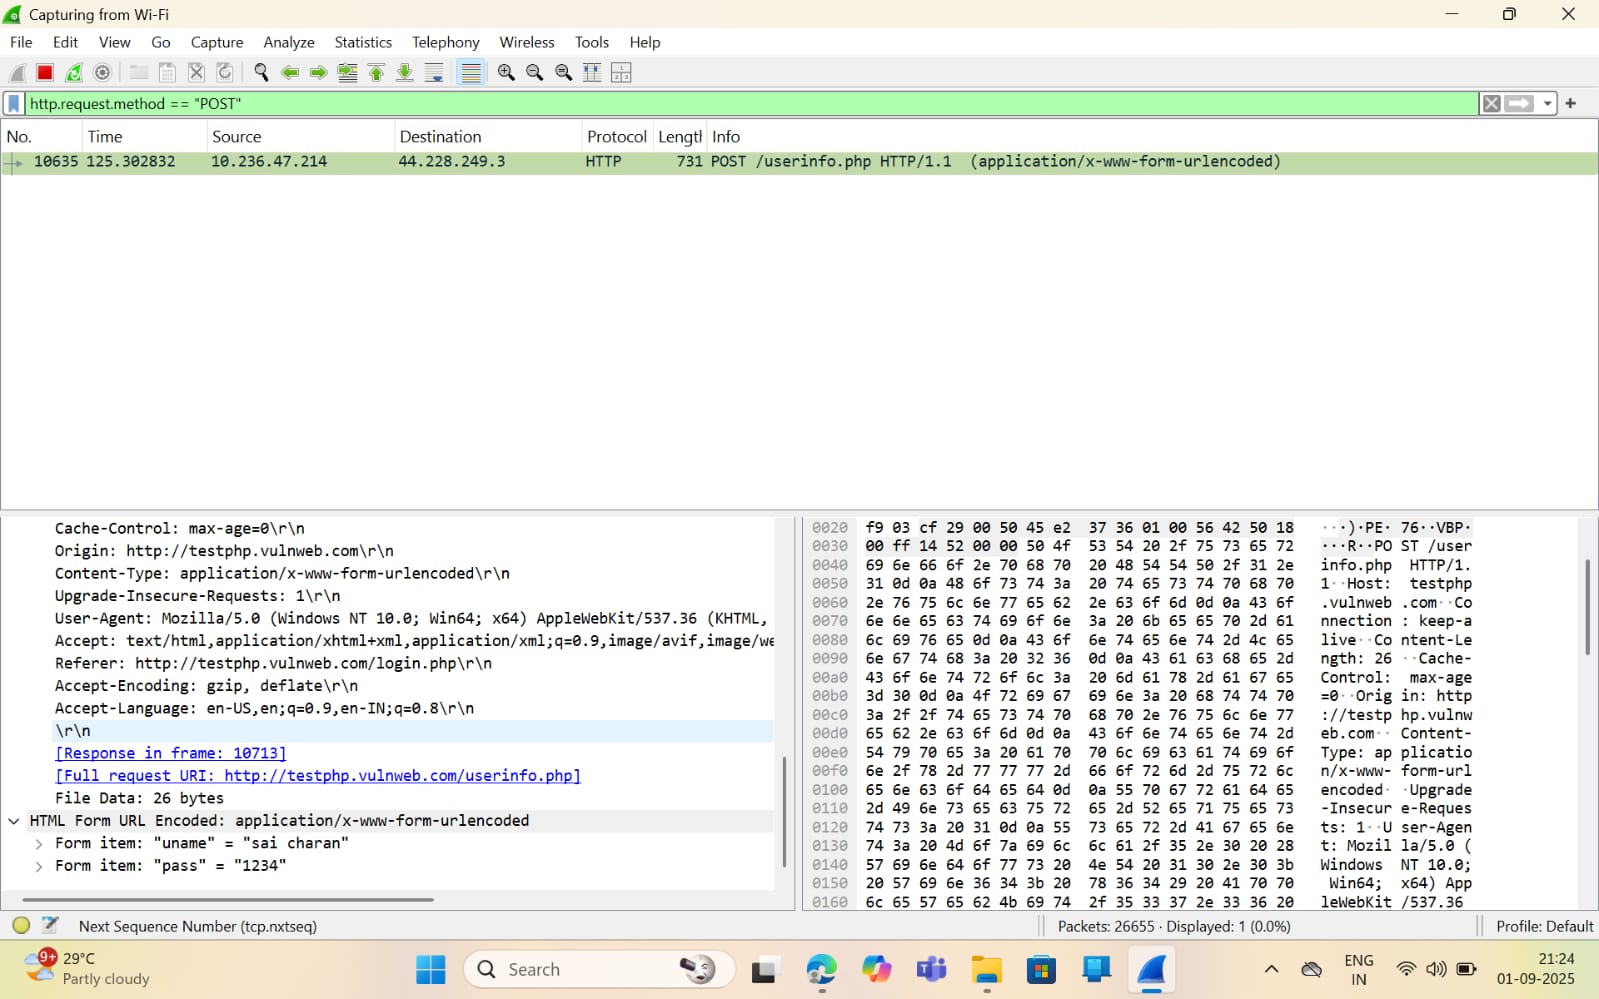 Capturing from Wi-Fi
File Edit View Go Capture Analyze Statistics Telephony Wireless Tools Help
http.request.method == "POST"
No. Time Source Destination Protocol Length Info
10635 125.302832 10.236.47.214 44.228.249.3 HTTP 731 POST /userinfo.php HTTP/1.1 (application/x-www-form-urlencoded)
Cache-Control: max-age=0\r\n
Origin: http://testphp.vulnweb.com\r\n
Content-Type: application/x-www-form-urlencoded\r\n
Upgrade-Insecure-Requests: 1\r\n
User-Agent: Mozilla/5.0 (Windows NT 10.0; Win64; x64) AppleWebKit/537.36 (KHTML,
Accept: text/html,application/xhtml+xml,application/xml;q=0.9,image/avif,image/we
Referer: http://testphp.vulnweb.com/login.php\r\n
Accept-Encoding: gzip, deflate\r\n
Accept-Language: en-US,en;q=0.9,en-IN;q=0.8\r\n
\r\n
[Response in frame: 10713]
[Full request URI: http://testphp.vulnweb.com/userinfo.php]
File Data: 26 bytes
HTML Form URL Encoded: application/x-www-form-urlencoded
Form item: "uname" = "sai charan"
Form item: "pass" = "1234"
0020 f9 03 cf 29 00 50 45 e2 37 36 01 00 56 42 50 18 ···)·PE· 76··VBP·
0030 00 ff 14 52 00 00 50 4f 53 54 20 2f 75 73 65 72 ···R··PO ST /user
0040 69 6e 66 6f 2e 70 68 70 20 48 54 54 50 2f 31 2e info.php HTTP/1.
0050 31 0d 0a 48 6f 73 74 3a 20 74 65 73 74 70 68 70 1··Host: testphp
0060 2e 76 75 6c 6e 77 65 62 2e 63 6f 6d 0d 0a 43 6f .vulnweb .com··Co
0070 6e 6e 65 63 74 69 6f 6e 3a 20 6b 65 65 70 2d 61 nnection : keep-a
0080 6c 69 76 65 0d 0a 43 6f 6e 74 65 6e 74 2d 4c 65 live··Co ntent-Le
0090 6e 67 74 68 3a 20 32 36 0d 0a 43 61 63 68 65 2d ngth: 26 ··Cache-
00a0 43 6f 6e 74 72 6f 6c 3a 20 6d 61 78 2d 61 67 65 Control: max-age
00b0 3d 30 0d 0a 4f 72 69 67 69 6e 3a 20 68 74 74 70 =0··Orig in: http
00c0 3a 2f 2f 74 65 73 74 70 68 70 2e 76 75 6c 6e 77 ://testp hp.vulnw
00d0 65 62 2e 63 6f 6d 0d 0a 43 6f 6e 74 65 6e 74 2d eb.com·· Content-
00e0 54 79 70 65 3a 20 61 70 70 6c 69 63 61 74 69 6f Type: ap plicatio
00f0 6e 2f 78 2d 77 77 77 2d 66 6f 72 6d 2d 75 72 6c n/x-www- form-url
0100 65 6e 63 6f 64 65 64 0d 0a 55 70 67 72 61 64 65 encoded· ·Upgrade
0110 2d 49 6e 73 65 63 75 72 65 2d 52 65 71 75 65 73 -Insecur e-Reques
0120 74 73 3a 20 31 0d 0a 55 73 65 72 2d 41 67 65 6e ts: 1··U ser-Agen
0130 74 3a 20 4d 6f 7a 69 6c 6c 61 2f 35 2e 30 20 28 t: Mozil la/5.0 (
0140 57 69 6e 64 6f 77 73 20 4e 54 20 31 30 2e 30 3b Windows NT 10.0;
0150 20 57 69 6e 36 34 3b 20 78 36 34 29 20 41 70 70 Win64; x64) App
0160 6c 65 57 65 62 4b 69 74 2f 35 33 37 2e 33 36 20 leWebKit /537.36
Next Sequence Number (tcp.nxtseq)
Packets: 26655 · Displayed: 1 (0.0%)
Profile: Default
9+
29°C
Partly cloudy
Search
ENG
IN
21:24
01-09-2025